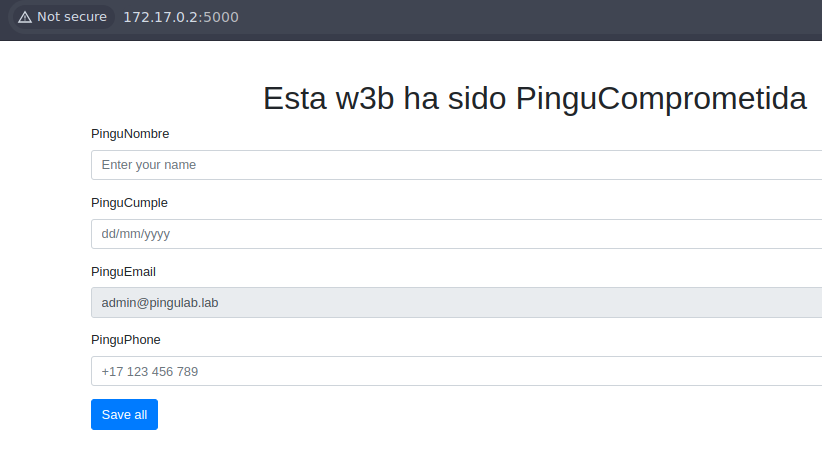 Not secure 172.17.0.2:5000
Esta w3b ha sido PinguComprometida
PinguNombre
Enter your name
PinguCumple
dd/mm/yyyy
PinguEmail
admin@pingulab.lab
PinguPhone
+17 123 456 789
Save all